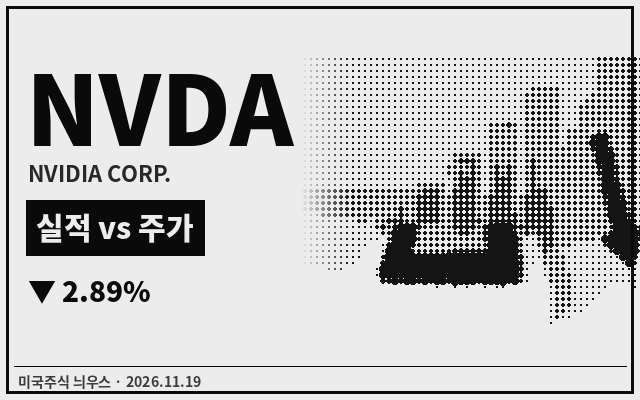 NVDA
NVIDIA CORP.
실적 vs 주가
▼ 2.89%
미국주식 늬우스 · 2026.11.19